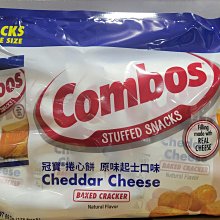 ACKS
E SIZE
Combos
STUFFED SNACKS
Filling
made with
REAL
CHEESE
冠寶 捲心餅 原味起士口味
Cheddar Cheese
BAKED CRACKER
Natural Flavor